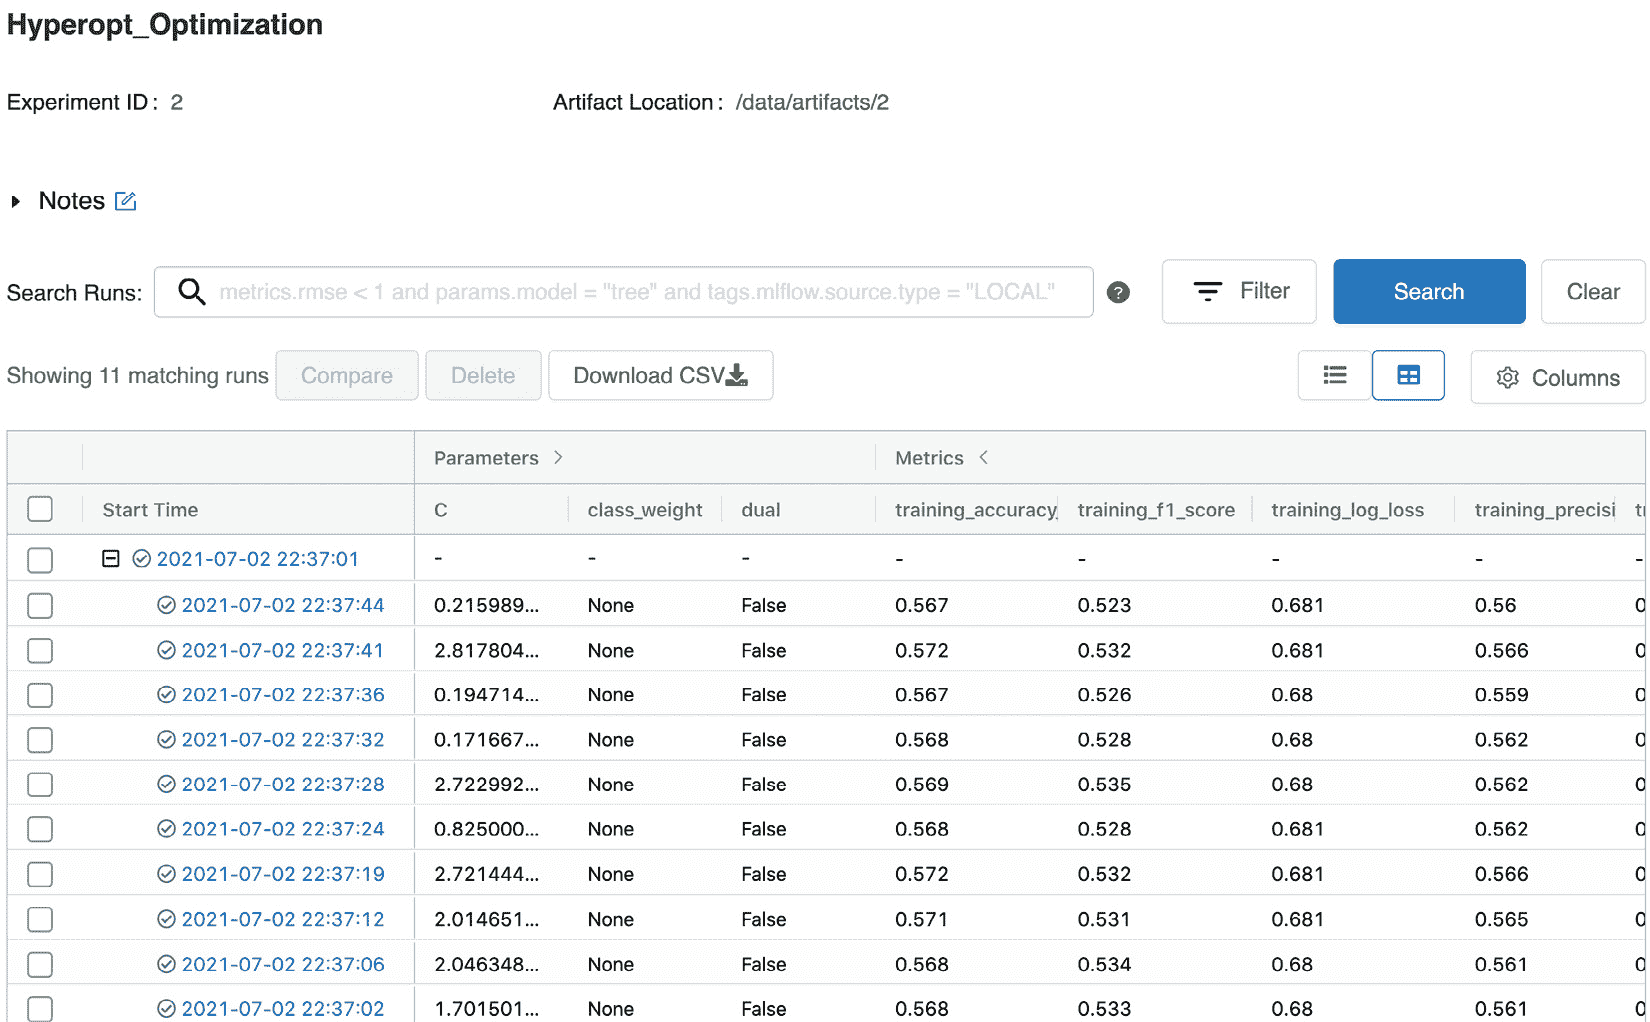 Hyperopt_Optimization
Experiment ID: 2 Artifact Location: /data/artifacts/2
Notes
Search Runs: metrics.rmse < 1 and params.model = "tree" and tags.mlflow.source.type = "LOCAL" ? Filter Search Clear
Showing 11 matching runs Compare Delete Download CSV Columns
Parameters > Metrics <
Start Time C class_weight dual training_accuracy training_f1_score training_log_loss training_precisi
2021-07-02 22:37:01 - - - - - - - -
2021-07-02 22:37:44 0.215989... None False 0.567 0.523 0.681 0.56 0
2021-07-02 22:37:41 2.817804... None False 0.572 0.532 0.681 0.566 0
2021-07-02 22:37:36 0.194714... None False 0.567 0.526 0.68 0.559 0
2021-07-02 22:37:32 0.171667... None False 0.568 0.528 0.68 0.562 0
2021-07-02 22:37:28 2.722992... None False 0.569 0.535 0.68 0.562 0
2021-07-02 22:37:24 0.825000... None False 0.568 0.528 0.681 0.562 0
2021-07-02 22:37:19 2.721444... None False 0.572 0.532 0.681 0.566 0
2021-07-02 22:37:12 2.014651... None False 0.571 0.531 0.681 0.565 0
2021-07-02 22:37:06 2.046348... None False 0.568 0.534 0.68 0.561 0
2021-07-02 22:37:02 1.701501... None False 0.568 0.533 0.68 0.561 0